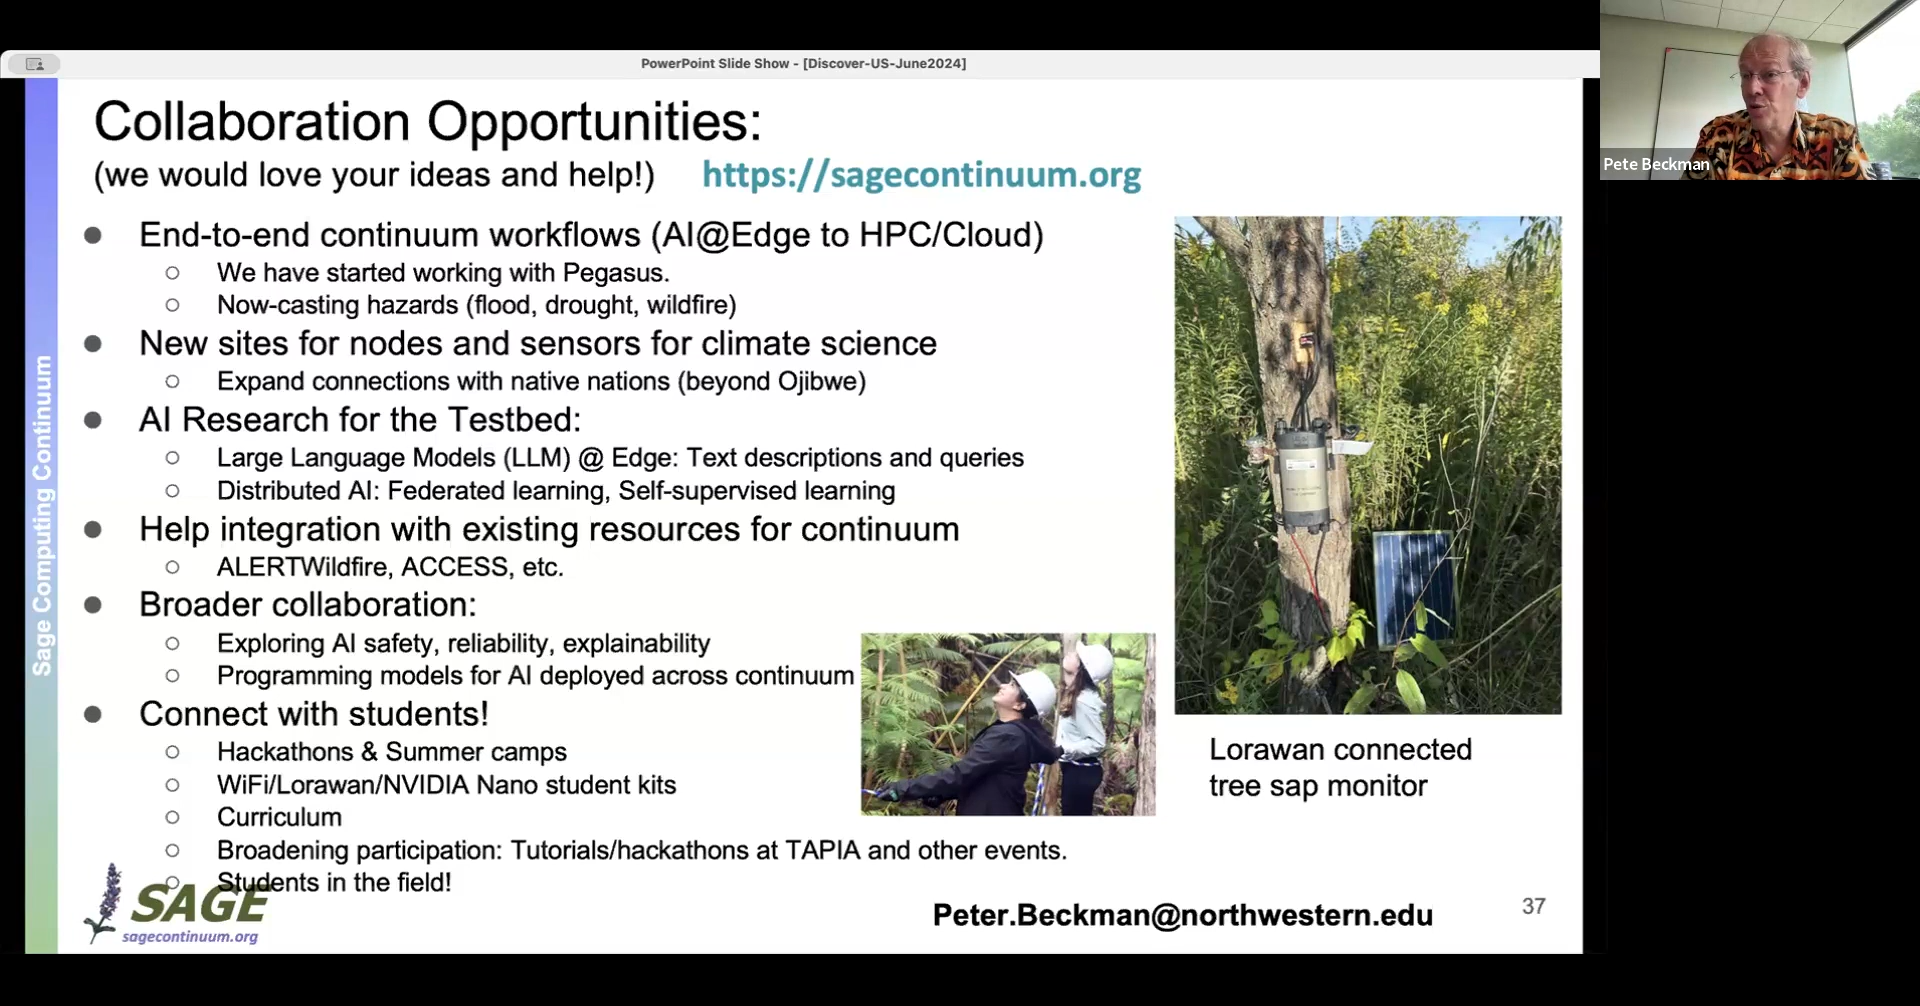 PowerPoint Slide Show - [Discover-US-June2024]
Pete Beckman
Sage Computing Continuum
Collaboration Opportunities:
(we would love your ideas and help!) https://sagecontinuum.org
End-to-end continuum workflows (AI@Edge to HPC/Cloud)
We have started working with Pegasus.
Now-casting hazards (flood, drought, wildfire)
New sites for nodes and sensors for climate science
Expand connections with native nations (beyond Ojibwe)
AI Research for the Testbed:
Large Language Models (LLM) @ Edge: Text descriptions and queries
Distributed AI: Federated learning, Self-supervised learning
Help integration with existing resources for continuum
ALERTWildfire, ACCESS, etc.
Broader collaboration:
Exploring AI safety, reliability, explainability
Programming models for AI deployed across continuum
Connect with students!
Hackathons & Summer camps
WiFi/Lorawan/NVIDIA Nano student kits
Curriculum
Broadening participation: Tutorials/hackathons at TAPIA and other events.
Students in the field!
Lorawan connected
tree sap monitor
SAGE
sagecontinuum.org
Peter.Beckman@northwestern.edu
37